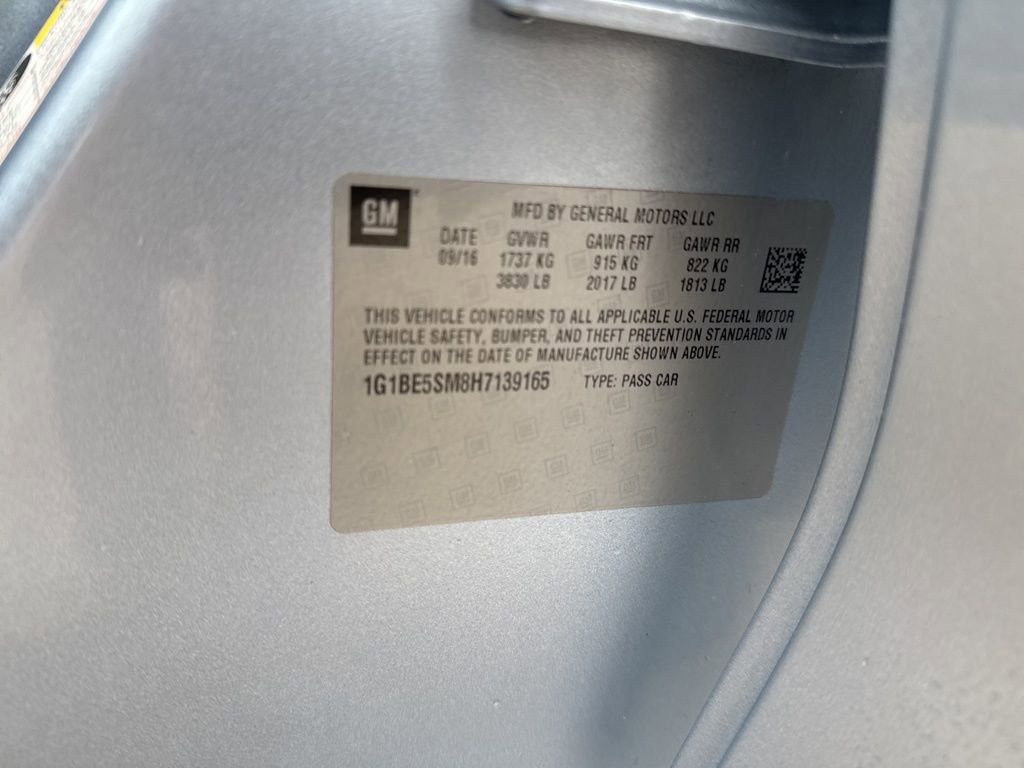 GM
MFD BY GENERAL MOTORS LLC
DATE GVWR GAWR FRT GAWR RR
09/16 1737 KG 915 KG 822 KG
3830 LB 2017 LB 1813 LB
THIS VEHICLE CONFORMS TO ALL APPLICABLE U.S. FEDERAL MOTOR
VEHICLE SAFETY, BUMPER, AND THEFT PREVENTION STANDARDS IN
EFFECT ON THE DATE OF MANUFACTURE SHOWN ABOVE.
1G1BE5SM8H7139165 TYPE: PASS CAR